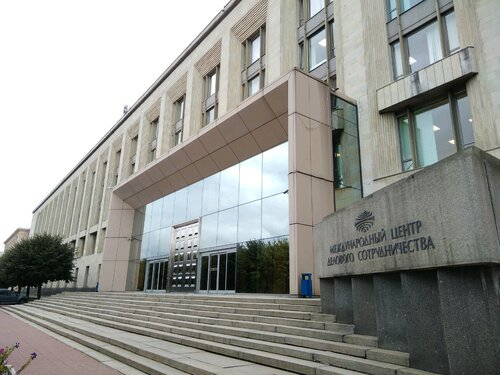 МЕЖДУНАРОДНЫЙ ЦЕНТР
ДЕЛОВОГО СОТРУДНИЧЕСТВА